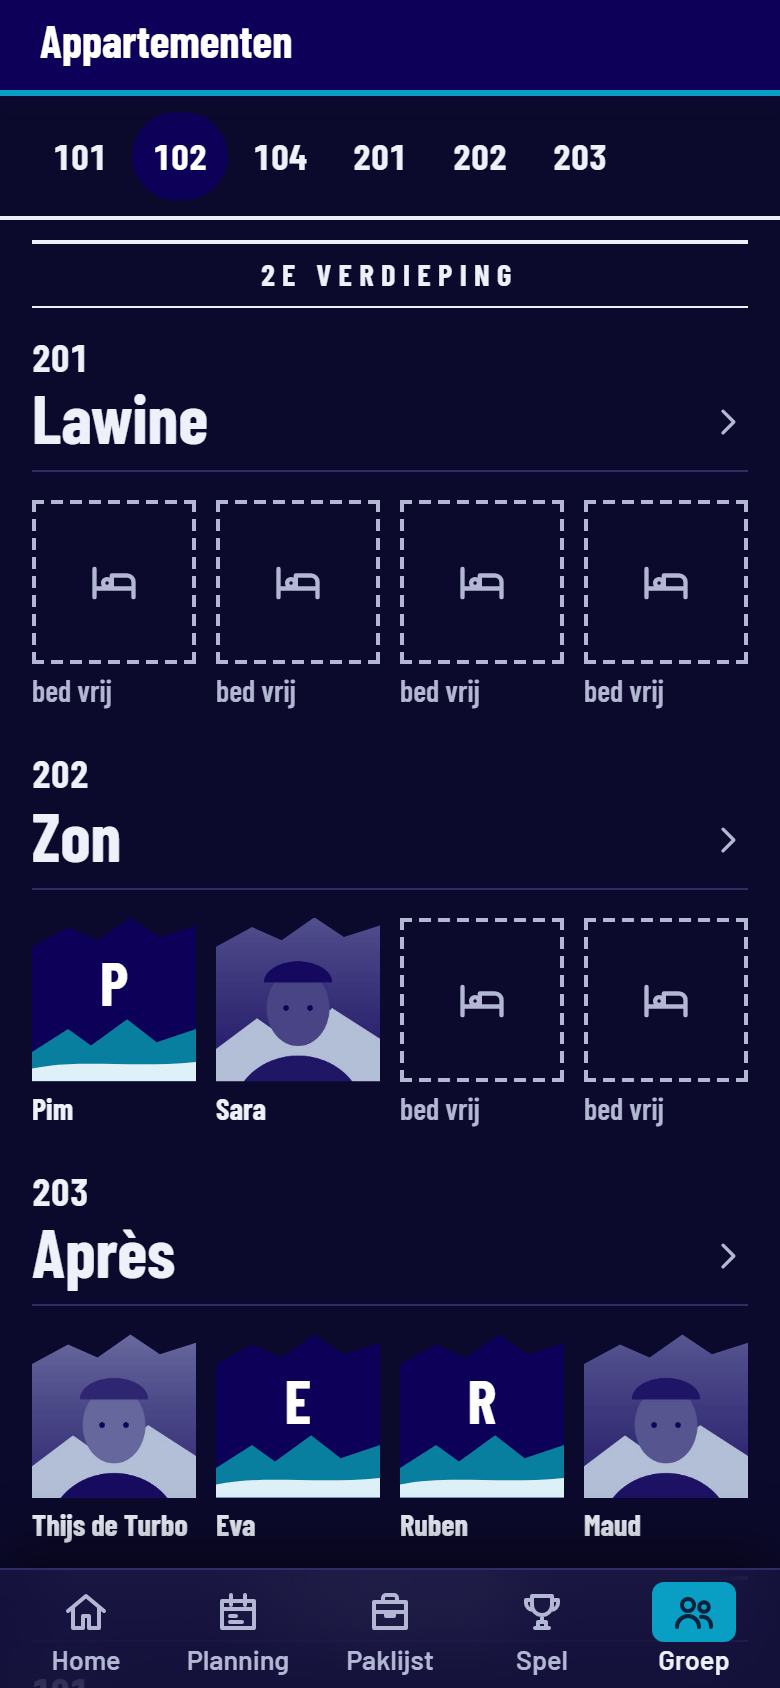 Appartementen
101 102 104 201 202 203
2E VERDIEPING
201
Lawine
bed vrij bed vrij bed vrij bed vrij
202
Zon
P
Pim Sara bed vrij bed vrij
203
Après
E R
Thijs de Turbo Eva Ruben Maud
Home Planning Paklijst Spel Groep